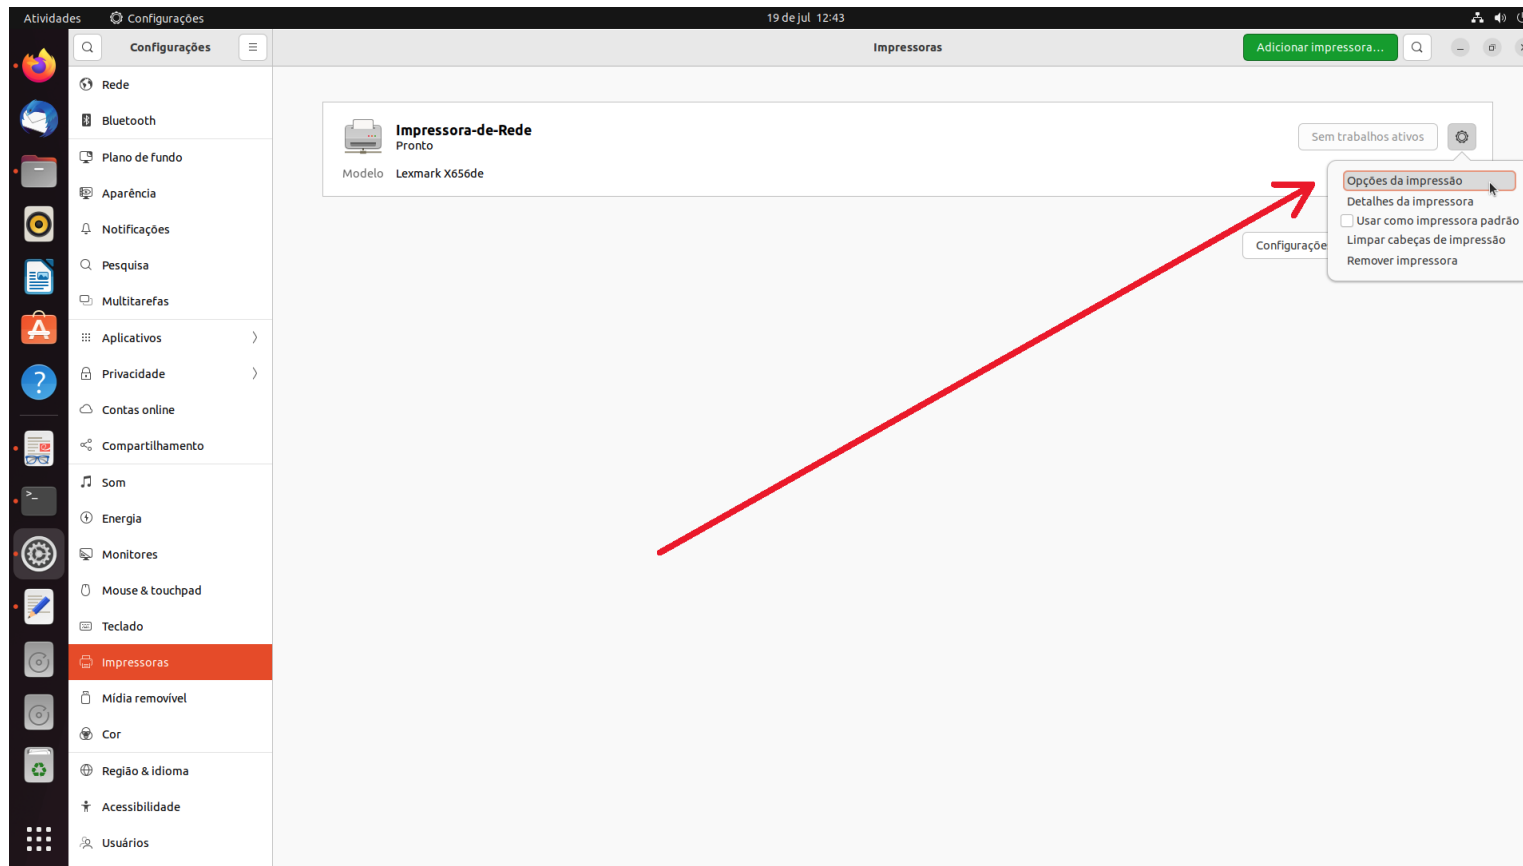 Atividades
Configurações
19 de jul 12:43
Configurações
Impressoras
Adicionar impressora...
Rede
Bluetooth
Plano de fundo
Aparência
Notificações
Pesquisa
Multitarefas
Aplicativos
Privacidade
Contas online
Compartilhamento
Som
Energia
Monitores
Mouse & touchpad
Teclado
Impressoras
Mídia removível
Cor
Região & idioma
Acessibilidade
Usuários
Impressora-de-Rede
Pronto
Modelo Lexmark X656de
Sem trabalhos ativos
Opções da impressão
Detalhes da impressora
Usar como impressora padrão
Limpar cabeças de impressão
Remover impressora
Configuraçõe